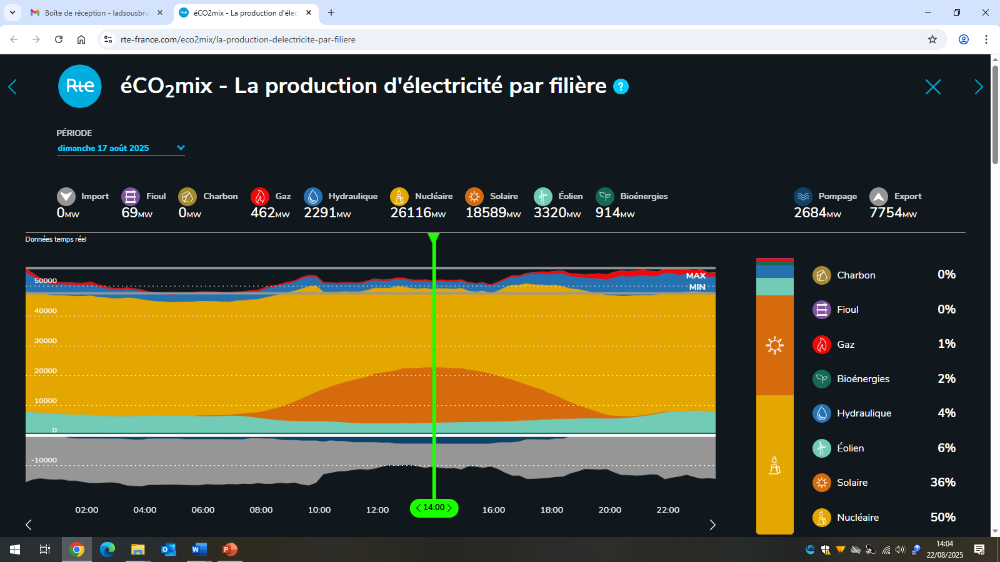 Boîte de réception - ladsousbru
éCO2mix - La production d'élec
rte-france.com/eco2mix/la-production-delectricite-par-filiere
Rte
éCO2mix - La production d'électricité par filière ?
PÉRIODE
dimanche 17 août 2025
Import Fioul Charbon Gaz Hydraulique Nucléaire Solaire Éolien Bioénergies Pompage Export
0MW 69MW 0MW 462MW 2291MW 26116MW 18589MW 3320MW 914MW 2684MW 7754MW
Données temps réel
MAX
50000
MIN
40000
30000
20000
10000
0
-10000
02:00 04:00 06:00 08:00 10:00 12:00 14:00 16:00 18:00 20:00 22:00
Charbon 0%
Fioul 0%
Gaz 1%
Bioénergies 2%
Hydraulique 4%
Éolien 6%
Solaire 36%
Nucléaire 50%
14:04
22/08/2025